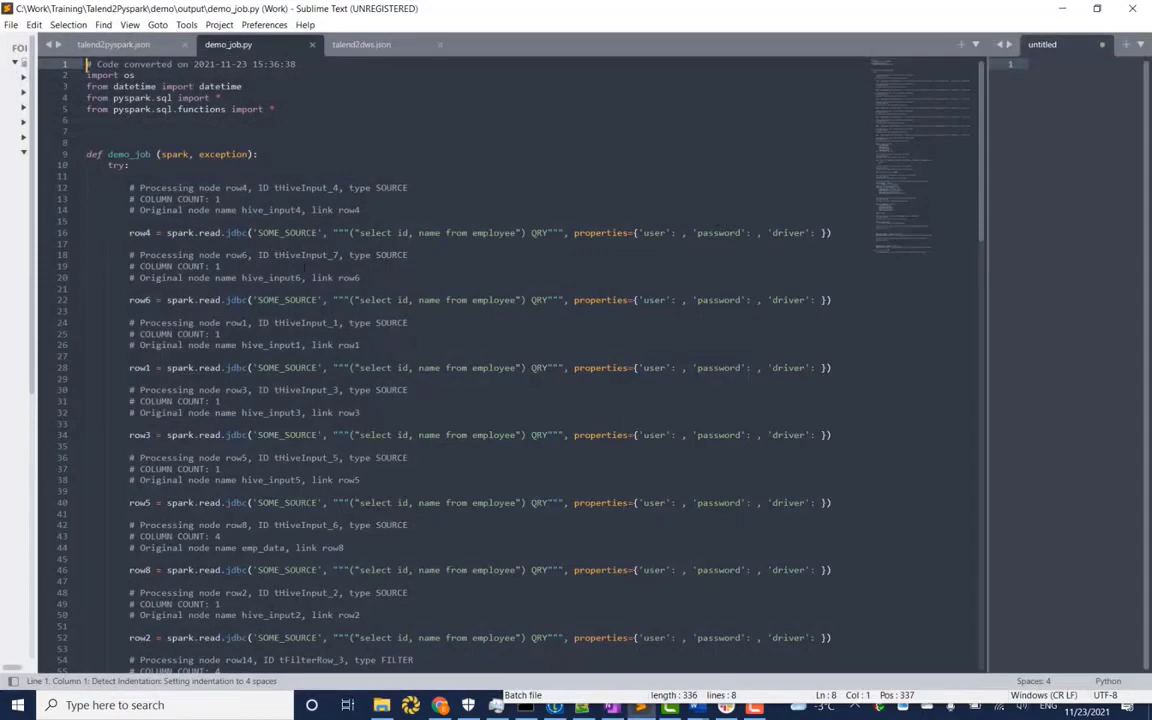 C:\Work\Training\Talend2Pyspark\demo\output\demo_job.py (Work) - Sublime Text (UNREGISTERED)
File Edit Selection Find View Goto Tools Project Preferences Help
FOI
talend2pyspark.json × demo_job.py × talend2dws.json untitled
1 # Code converted on 2021-11-23 15:36:38
2 import os
3 from datetime import datetime
4 from pyspark.sql import *
5 from pyspark.sql.functions import *
6
7
8
9 def demo_job (spark, exception):
10 try:
11
12 # Processing node row4, ID tHiveInput_4, type SOURCE
13 # COLUMN COUNT: 1
14 # Original node name hive_input4, link row4
15
16 row4 = spark.read.jdbc('SOME_SOURCE', """("select id, name from employee") QRY""", properties={'user': , 'password': , 'driver': })
17
18 # Processing node row6, ID tHiveInput_7, type SOURCE
19 # COLUMN COUNT: 1
20 # Original node name hive_input6, link row6
21
22 row6 = spark.read.jdbc('SOME_SOURCE', """("select id, name from employee") QRY""", properties={'user': , 'password': , 'driver': })
23
24 # Processing node row1, ID tHiveInput_1, type SOURCE
25 # COLUMN COUNT: 1
26 # Original node name hive_input1, link row1
27
28 row1 = spark.read.jdbc('SOME_SOURCE', """("select id, name from employee") QRY""", properties={'user': , 'password': , 'driver': })
29
30 # Processing node row3, ID tHiveInput_3, type SOURCE
31 # COLUMN COUNT: 1
32 # Original node name hive_input3, link row3
33
34 row3 = spark.read.jdbc('SOME_SOURCE', """("select id, name from employee") QRY""", properties={'user': , 'password': , 'driver': })
35
36 # Processing node row5, ID tHiveInput_5, type SOURCE
37 # COLUMN COUNT: 1
38 # Original node name hive_input5, link row5
39
40 row5 = spark.read.jdbc('SOME_SOURCE', """("select id, name from employee") QRY""", properties={'user': , 'password': , 'driver': })
41
42 # Processing node row8, ID tHiveInput_6, type SOURCE
43 # COLUMN COUNT: 4
44 # Original node name emp_data, link row8
45
46 row8 = spark.read.jdbc('SOME_SOURCE', """("select id, name from employee") QRY""", properties={'user': , 'password': , 'driver': })
47
48 # Processing node row2, ID tHiveInput_2, type SOURCE
49 # COLUMN COUNT: 1
50 # Original node name hive_input2, link row2
51
52 row2 = spark.read.jdbc('SOME_SOURCE', """("select id, name from employee") QRY""", properties={'user': , 'password': , 'driver': })
53
54 # Processing node row14, ID tFilterRow_3, type FILTER
55 # COLUMN COUNT: 4
1
Line 1, Column 1; Detect Indentation: Setting indentation to 4 spaces Spaces: 4 Python
Batch file length : 336 lines : 8 Ln : 8 Col : 1 Pos : 337 Windows (CR LF) UTF-8
Type here to search -3°C ENG 11/23/2021